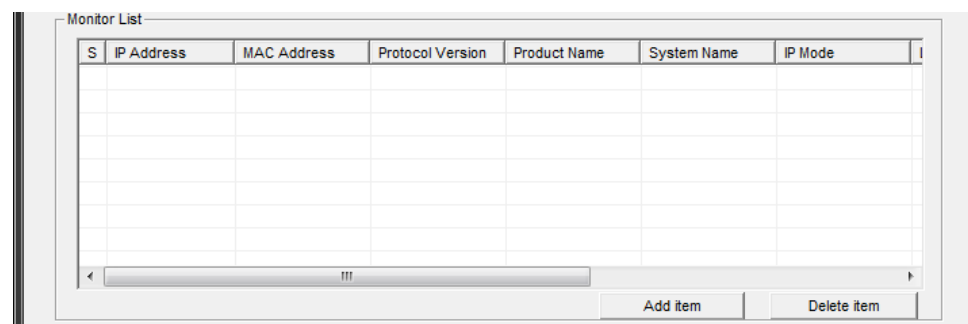 Monitor List
S IP Address MAC Address Protocol Version Product Name System Name IP Mode
Add item Delete item